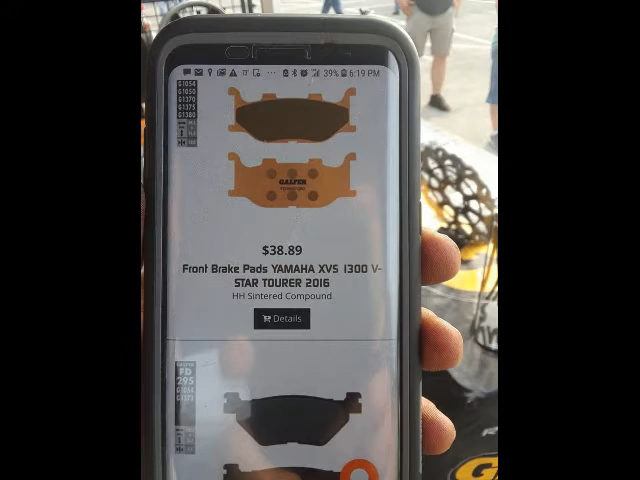 39% 6:19 PM
G1054
G1050
G1370
G1375
G1380
GALFER
$38.89
Front Brake Pads YAMAHA XVS 1300 V-
STAR TOURER 2016
HH Sintered Compound
Details
GALFER
FD
295
G1054
G1375